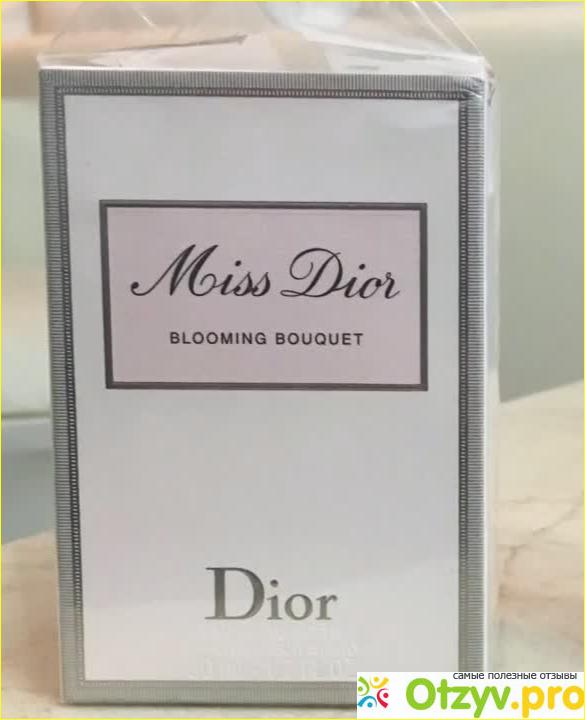 Miss Dior
BLOOMING BOUQUET
Dior
самые полезные отзывы
Otzyv.pro